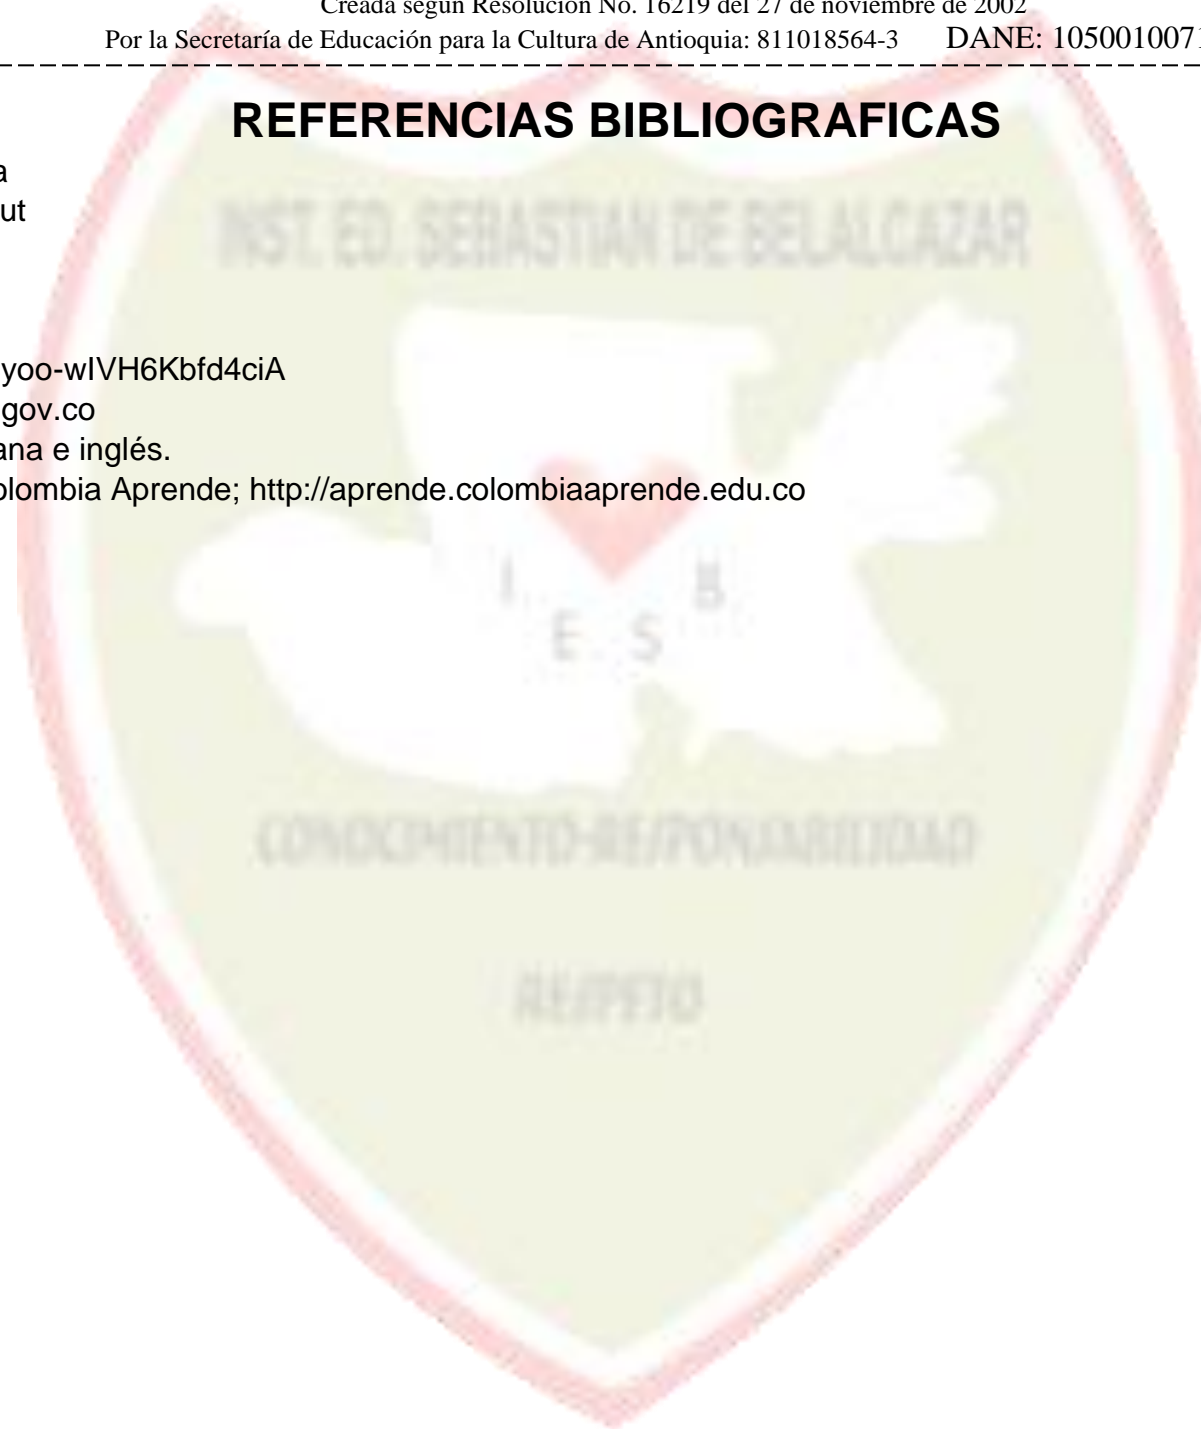 Creada según Resolución No. 16219 del 27 de noviembre de 2002
Por la Secretaría de Educación para la Cultura de Antioquia: 811018564-3 DANE: 1050010071
REFERENCIAS BIBLIOGRAFICAS
a
ut
INST. ED. SEBASTIAN DE BELALCAZAR
yoo-wIVH6Kbfd4ciA
gov.co
ana e inglés.
olombia Aprende; http://aprende.colombiaaprende.edu.co
I B
E S
CONOCIMIENTO-RESPONSABILIDAD
RESPETO